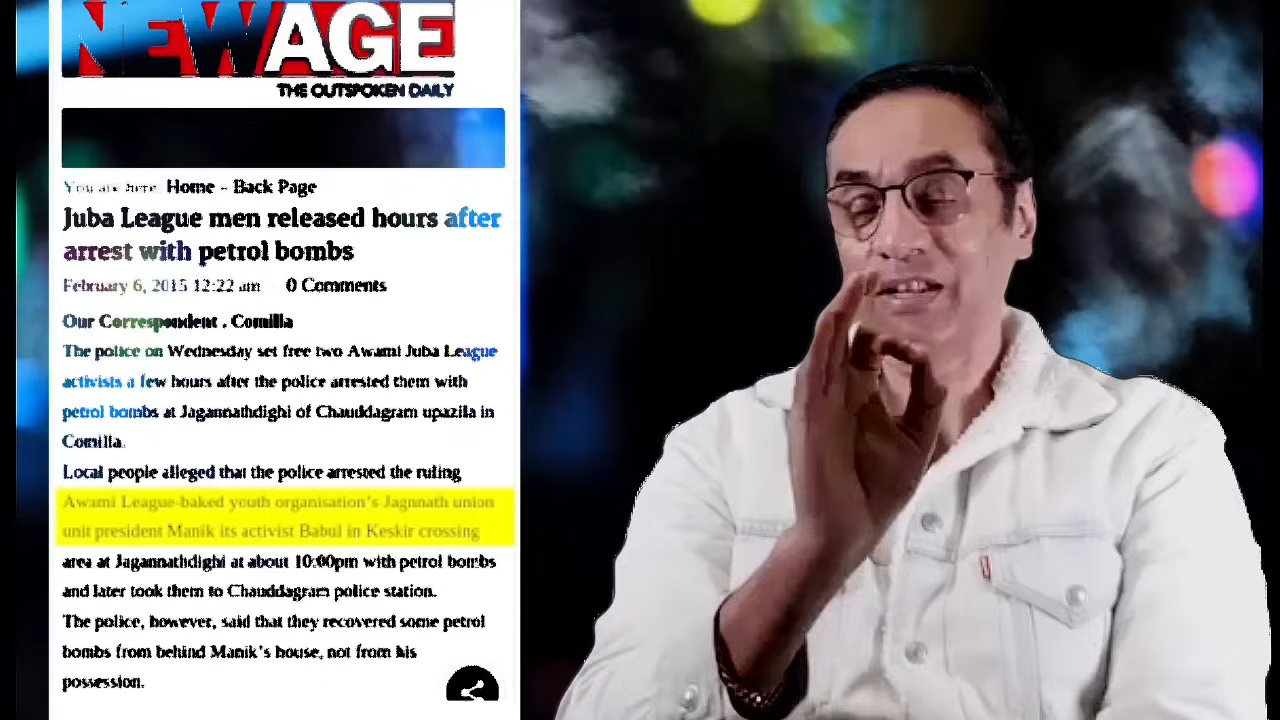 NEWAGE
THE OUTSPOKEN DAILY
You are here: Home - Back Page
Juba League men released hours after
arrest with petrol bombs
February 6, 2015 12:22 am 0 Comments
Our Correspondent . Comilla
The police on Wednesday set free two Awami Juba League
activists a few hours after the police arrested them with
petrol bombs at Jagannathdighi of Chauddagram upazila in
Comilla.
Local people alleged that the police arrested the ruling
Awami League-baked youth organisation's Jagnnath union
unit president Manik its activist Babul in Keskir crossing
area at Jagannathdighi at about 10:00pm with petrol bombs
and later took them to Chauddagram police station.
The police, however, said that they recovered some petrol
bombs from behind Manik's house, not from his
possession.